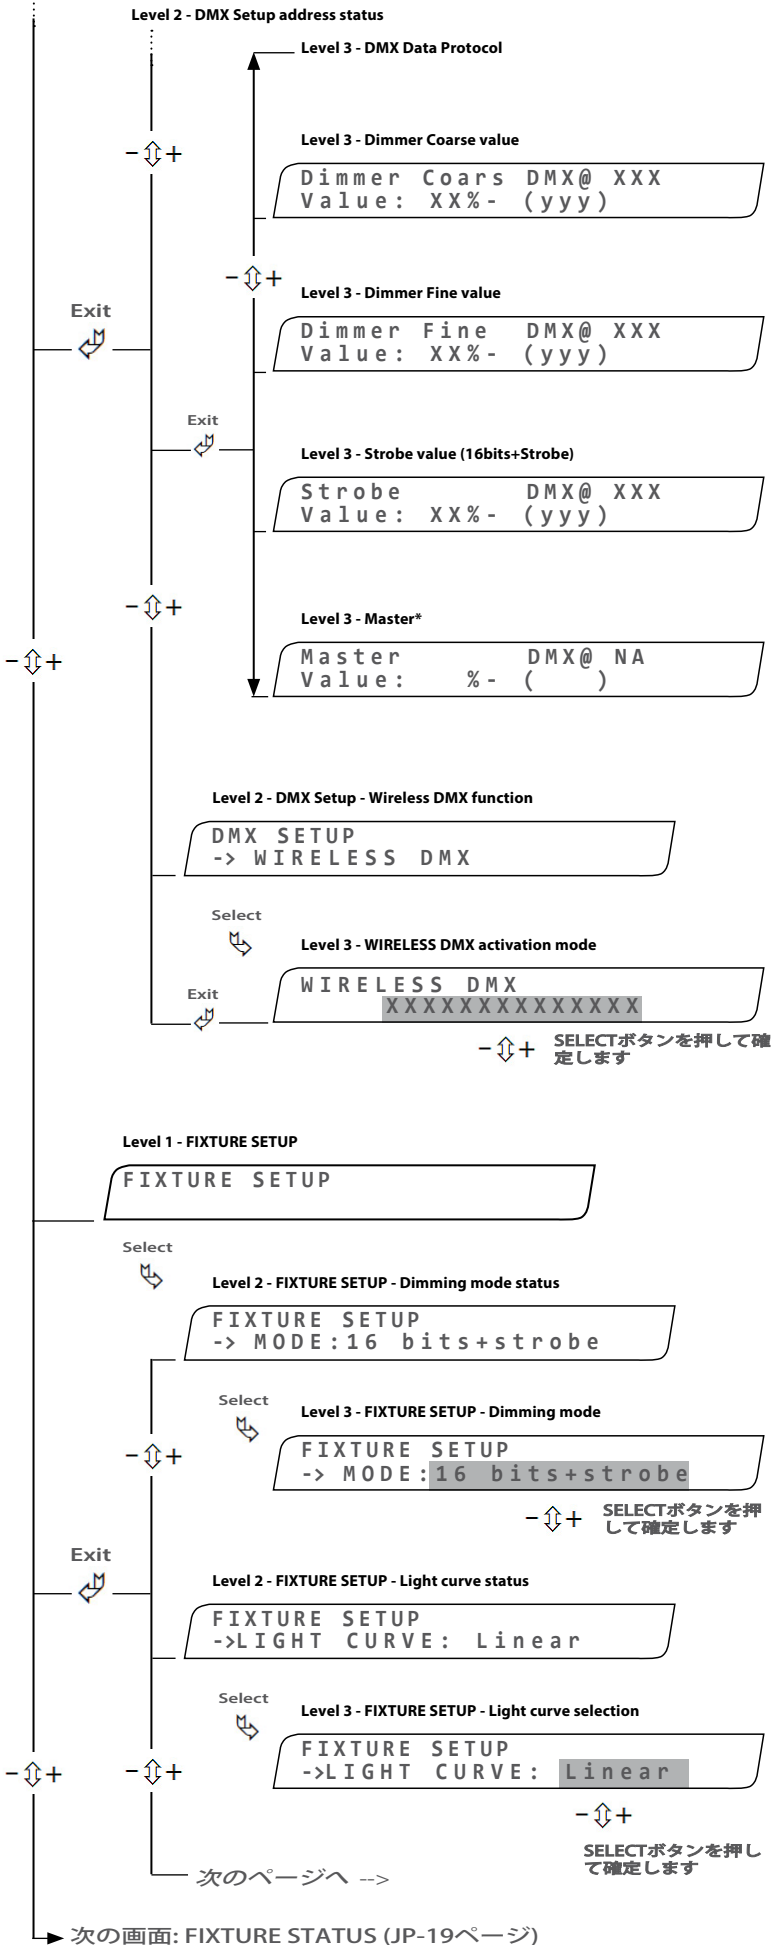 Level 2 - DMX Setup address status
Level 3 - DMX Data Protocol
- +
Level 3 - Dimmer Coarse value
Dimmer Coars DMX@ XXX
Value: XX%- (yyy)
- +
Level 3 - Dimmer Fine value
Exit
Dimmer Fine DMX@ XXX
Value: XX%- (yyy)
Exit
Level 3 - Strobe value (16bits+Strobe)
Strobe DMX@ XXX
Value: XX%- (yyy)
- +
Level 3 - Master*
- +
Master DMX@ NA
Value: %- ( )
Level 2 - DMX Setup - Wireless DMX function
DMX SETUP
-> WIRELESS DMX
Select
Level 3 - WIRELESS DMX activation mode
WIRELESS DMX
Exit
XXXXXXXXXXXXXX
- +
SELECTボタンを押して確
定します
Level 1 - FIXTURE SETUP
FIXTURE SETUP
Select
Level 2 - FIXTURE SETUP - Dimming mode status
FIXTURE SETUP
-> MODE:16 bits+strobe
Select
Level 3 - FIXTURE SETUP - Dimming mode
- +
FIXTURE SETUP
-> MODE:16 bits+strobe
- +
SELECTボタンを押
して確定します
Exit
Level 2 - FIXTURE SETUP - Light curve status
FIXTURE SETUP
->LIGHT CURVE: Linear
Select
Level 3 - FIXTURE SETUP - Light curve selection
- +
- +
FIXTURE SETUP
->LIGHT CURVE: Linear
- +
SELECTボタンを押し
て確定します
次のページへ -->
次の画面: FIXTURE STATUS (JP-19ページ)